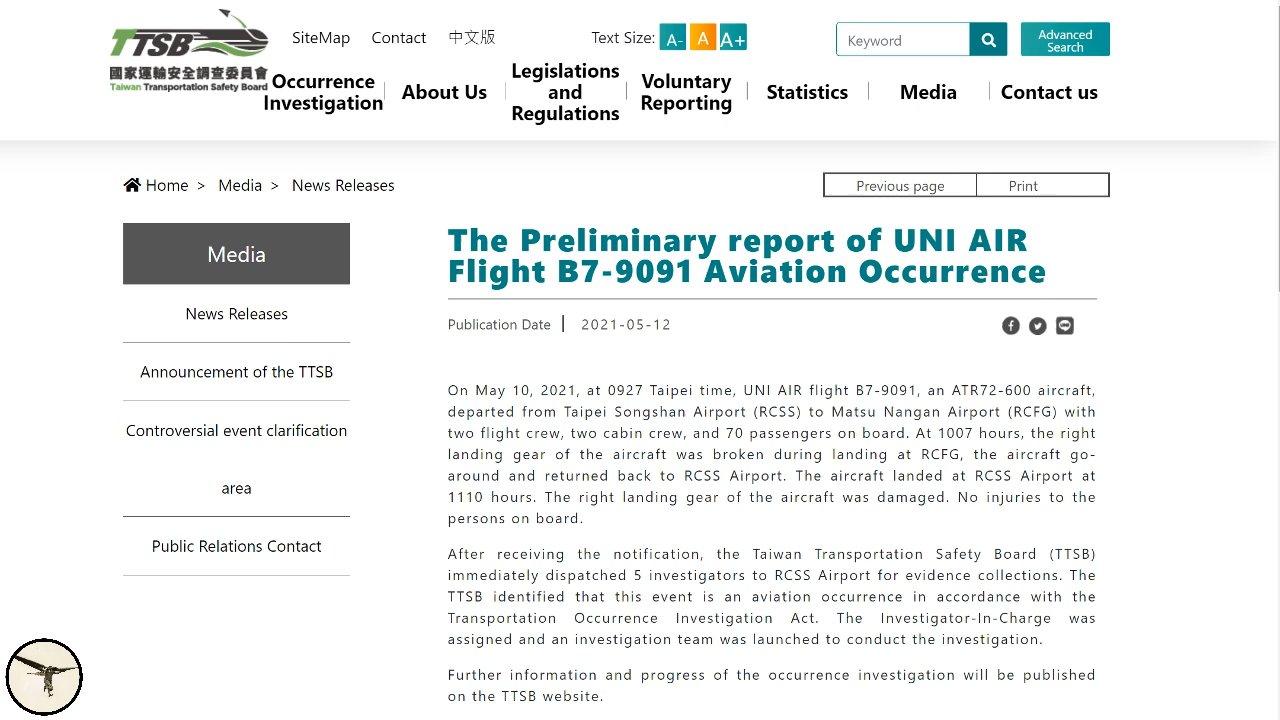 TTSB
國家運輸安全調查委員會
Taiwan Transportation Safety Board
SiteMap Contact 中文版
Text Size: A- A A+
Keyword
Advanced
Search
Occurrence
Investigation
About Us
Legislations
and
Regulations
Voluntary
Reporting
Statistics
Media
Contact us
Home > Media > News Releases
Previous page
Print
Media
News Releases
Announcement of the TTSB
Controversial event clarification
area
Public Relations Contact
The Preliminary report of UNI AIR
Flight B7-9091 Aviation Occurrence
Publication Date 2021-05-12
On May 10, 2021, at 0927 Taipei time, UNI AIR flight B7-9091, an ATR72-600 aircraft,
departed from Taipei Songshan Airport (RCSS) to Matsu Nangan Airport (RCFG) with
two flight crew, two cabin crew, and 70 passengers on board. At 1007 hours, the right
landing gear of the aircraft was broken during landing at RCFG, the aircraft go-
around and returned back to RCSS Airport. The aircraft landed at RCSS Airport at
1110 hours. The right landing gear of the aircraft was damaged. No injuries to the
persons on board.
After receiving the notification, the Taiwan Transportation Safety Board (TTSB)
immediately dispatched 5 investigators to RCSS Airport for evidence collections. The
TTSB identified that this event is an aviation occurrence in accordance with the
Transportation Occurrence Investigation Act. The Investigator-In-Charge was
assigned and an investigation team was launched to conduct the investigation.
Further information and progress of the occurrence investigation will be published
on the TTSB website.